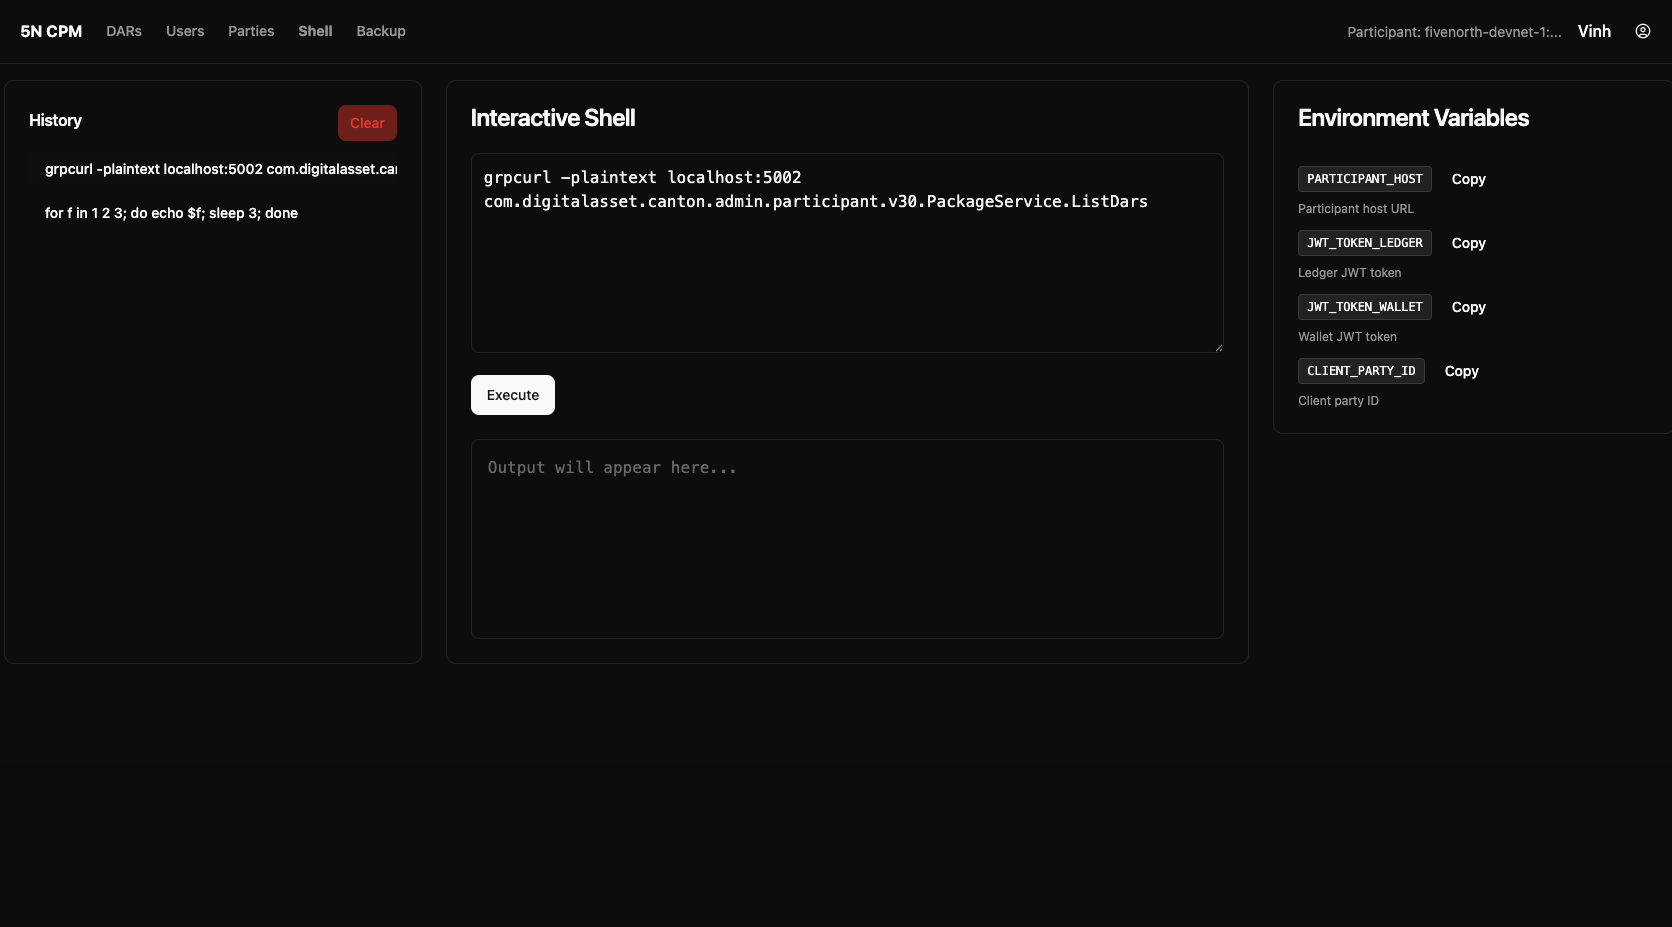 5N CPM DARs Users Parties Shell Backup Participant: fivenorth-devnet-1:... Vinh
History
Clear
grpcurl -plaintext localhost:5002 com.digitalasset.can
for f in 1 2 3; do echo $f; sleep 3; done
Interactive Shell
grpcurl -plaintext localhost:5002
com.digitalasset.canton.admin.participant.v30.PackageService.ListDars
Execute
Output will appear here...
Environment Variables
PARTICIPANT_HOST Copy
Participant host URL
JWT_TOKEN_LEDGER Copy
Ledger JWT token
JWT_TOKEN_WALLET Copy
Wallet JWT token
CLIENT_PARTY_ID Copy
Client party ID